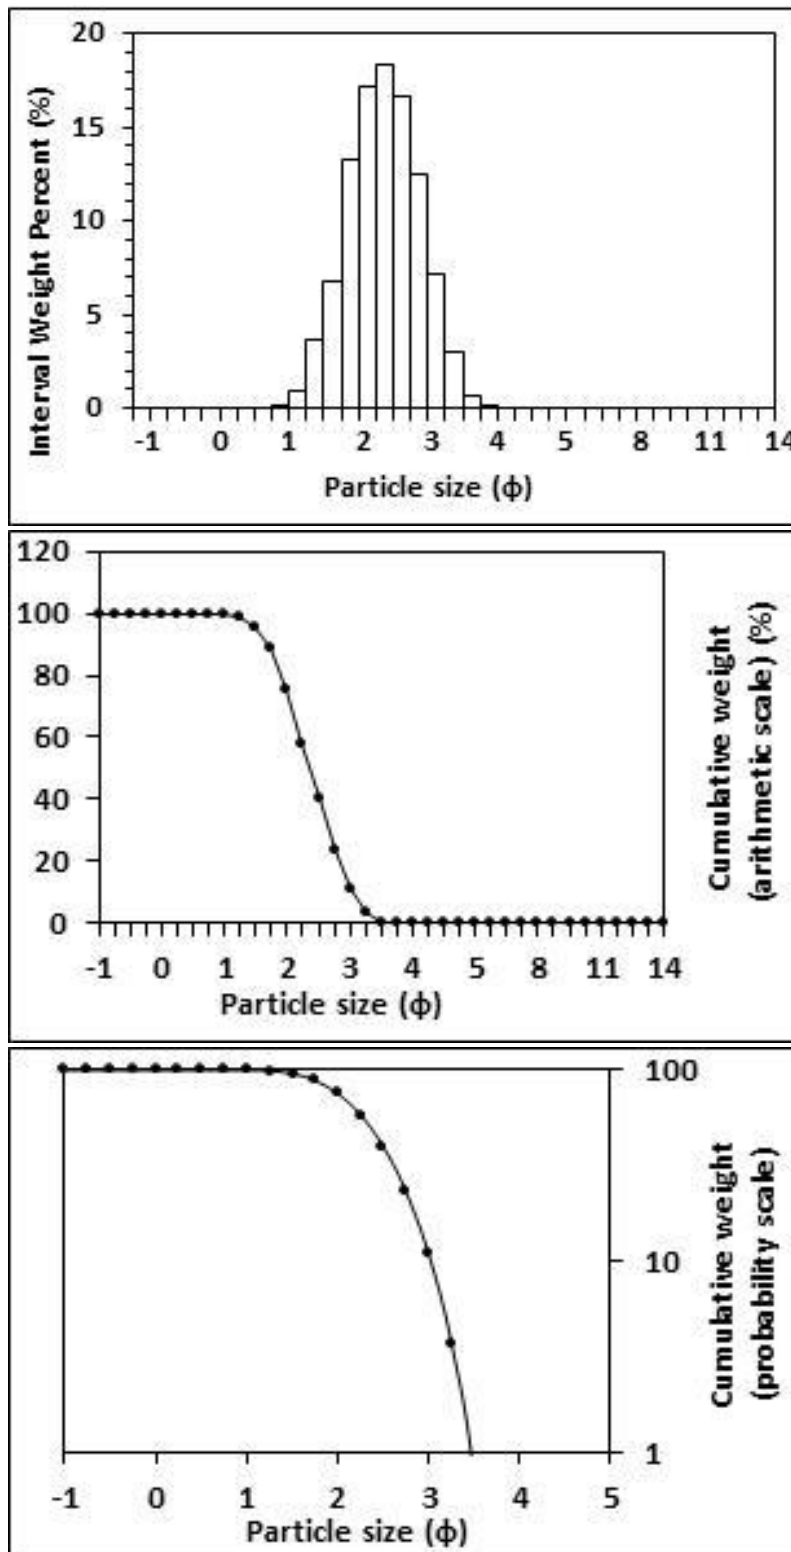 20
15
10
5
0
Interval Weight Percent (%)
-1 0 1 2 3 4 5 8 11 14
Particle size (ϕ)
120
100
80
60
40
20
0
Cumulative weight
(arithmetic scale) (%)
-1 0 1 2 3 4 5 8 11 14
Particle size (ϕ)
100
10
1
Cumulative weight
(probability scale)
-1 0 1 2 3 4 5
Particle size (ϕ)